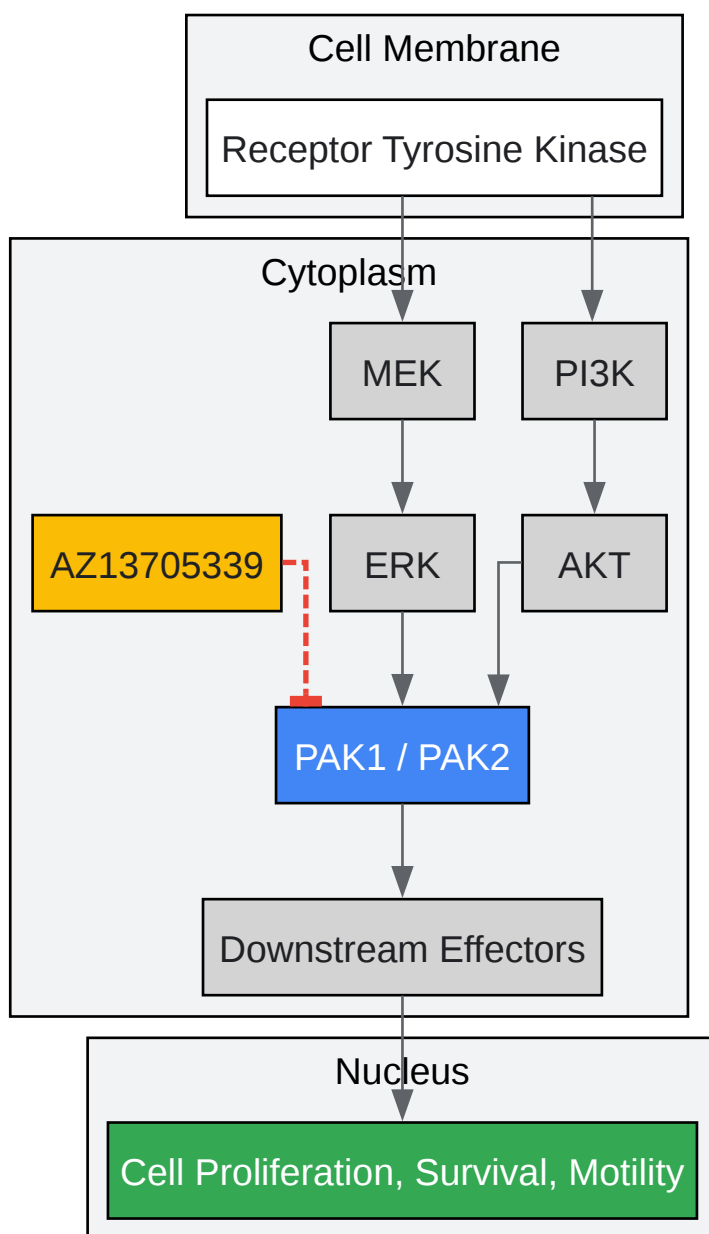 Cell Membrane
Receptor Tyrosine Kinase
Cytoplasm
MEK
PI3K
AZ13705339
ERK
AKT
PAK1 / PAK2
Downstream Effectors
Nucleus
Cell Proliferation, Survival, Motility